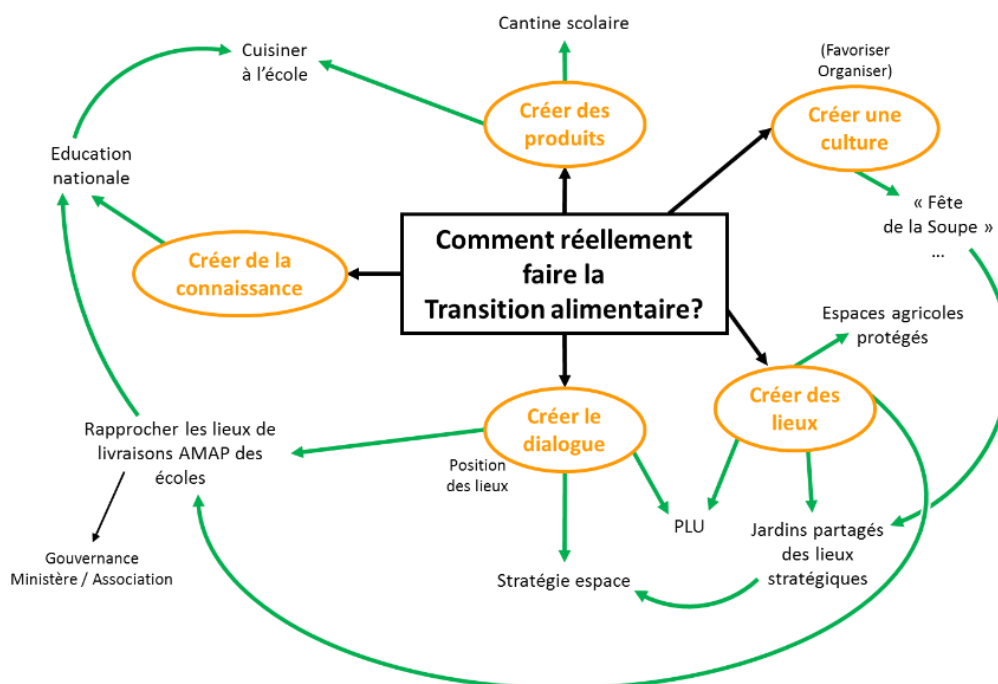 Cantine scolaire
Cuisiner
à l'école
(Favoriser
Organiser)
Créer des
produits
Créer une
culture
Education
nationale
« Fête
de la Soupe »
...
Comment réellement
faire la
Transition alimentaire?
Créer de la
connaissance
Espaces agricoles
protégés
Créer le
dialogue
Créer des
lieux
Rapprocher les lieux de
livraisons AMAP des
écoles
Position
des lieux
PLU
Jardins partagés
des lieux
stratégiques
Gouvernance
Ministère / Association
Stratégie espace